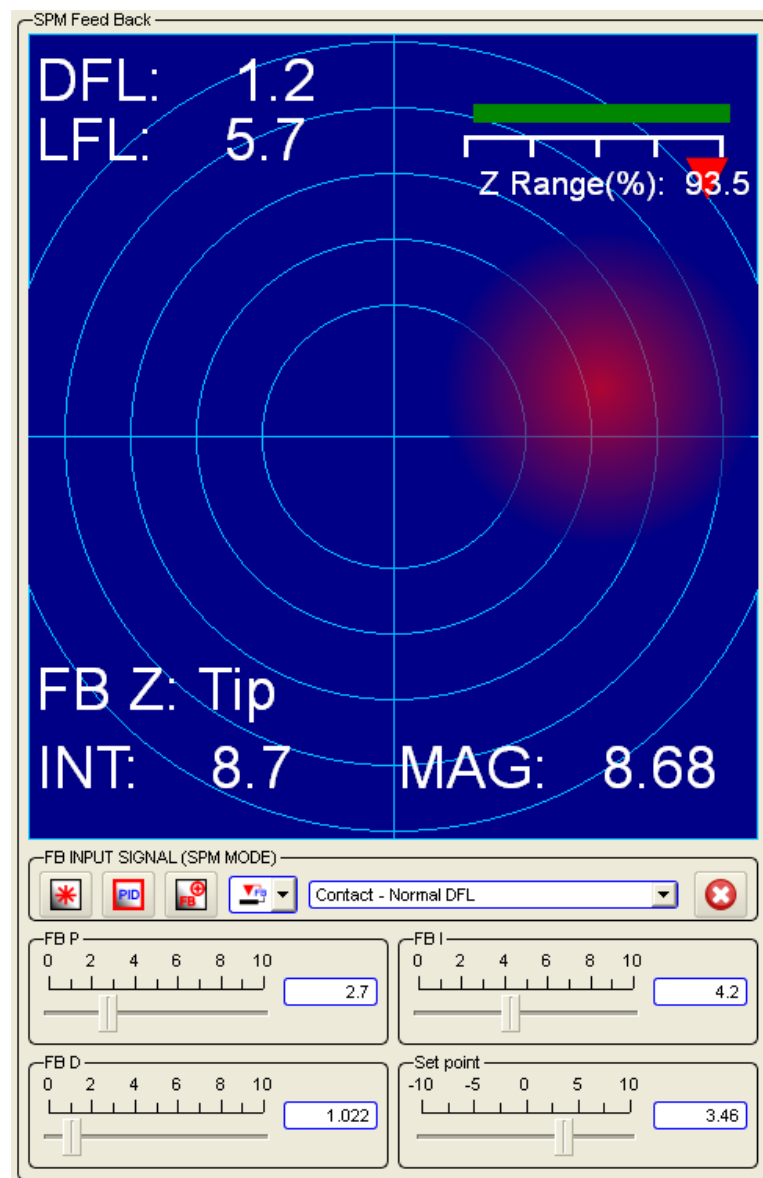 SPM Feed Back
DFL: 1.2
LFL: 5.7
Z Range(%): 93.5
FB Z: Tip
INT: 8.7 MAG: 8.68
FB INPUT SIGNAL (SPM MODE)
PID FB FB Contact - Normal DFL
FB P
0 2 4 6 8 10
2.7
FB I
0 2 4 6 8 10
4.2
FB D
0 2 4 6 8 10
1.022
Set point
-10 -5 0 5 10
3.46